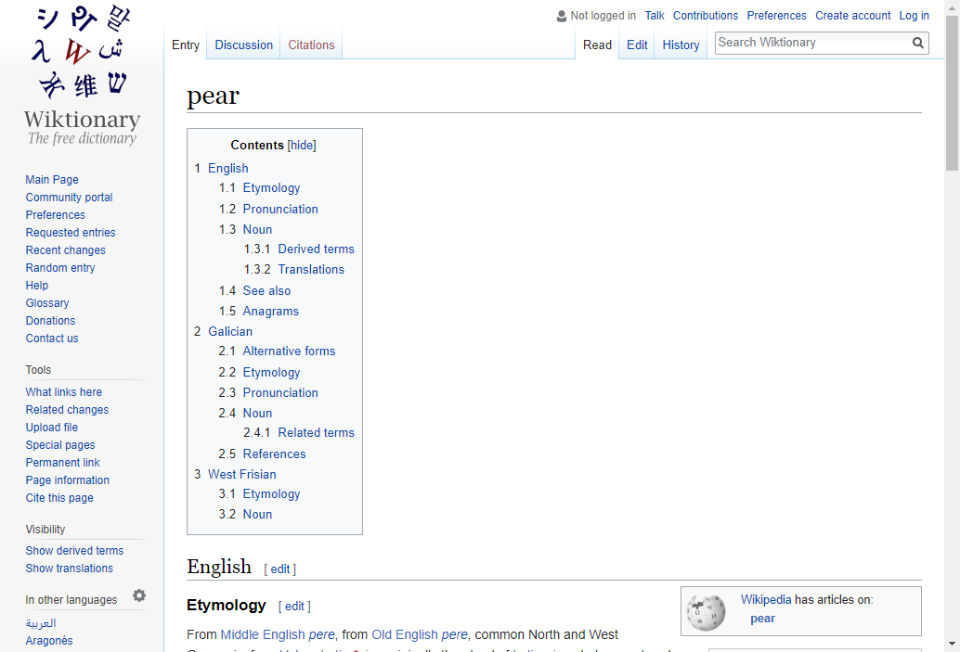 Not logged in Talk Contributions Preferences Create account Log in
Entry Discussion Citations Read Edit History Search Wiktionary
シ 말
λ W ش
维 ש
Wiktionary
The free dictionary
Main Page
Community portal
Preferences
Requested entries
Recent changes
Random entry
Help
Glossary
Donations
Contact us
Tools
What links here
Related changes
Upload file
Special pages
Permanent link
Page information
Cite this page
Visibility
Show derived terms
Show translations
In other languages
العربية
Aragonés
pear
Contents [hide]
1 English
1.1 Etymology
1.2 Pronunciation
1.3 Noun
1.3.1 Derived terms
1.3.2 Translations
1.4 See also
1.5 Anagrams
2 Galician
2.1 Alternative forms
2.2 Etymology
2.3 Pronunciation
2.4 Noun
2.4.1 Related terms
2.5 References
3 West Frisian
3.1 Etymology
3.2 Noun
English [ edit ]
Etymology [ edit ]
From Middle English pere, from Old English pere, common North and West
Wikipedia has articles on:
pear